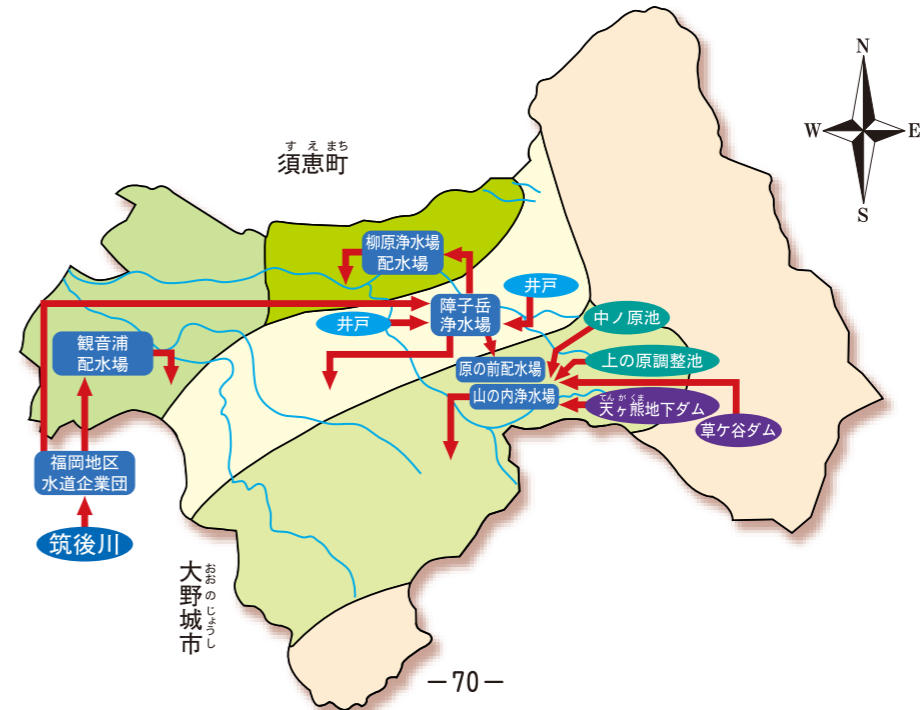 N
W
E
S
すえまち
須恵町
柳原浄水場
配水場
井戸
障子岳
浄水場
井戸
中ノ原池
観音浦
配水場
原の前配水場
上の原調整池
山の内浄水場
てんがくま
天ヶ熊地下ダム
草ケ谷ダム
福岡地区
水道企業団
筑後川
おおのじょうし
大野城市
−70−